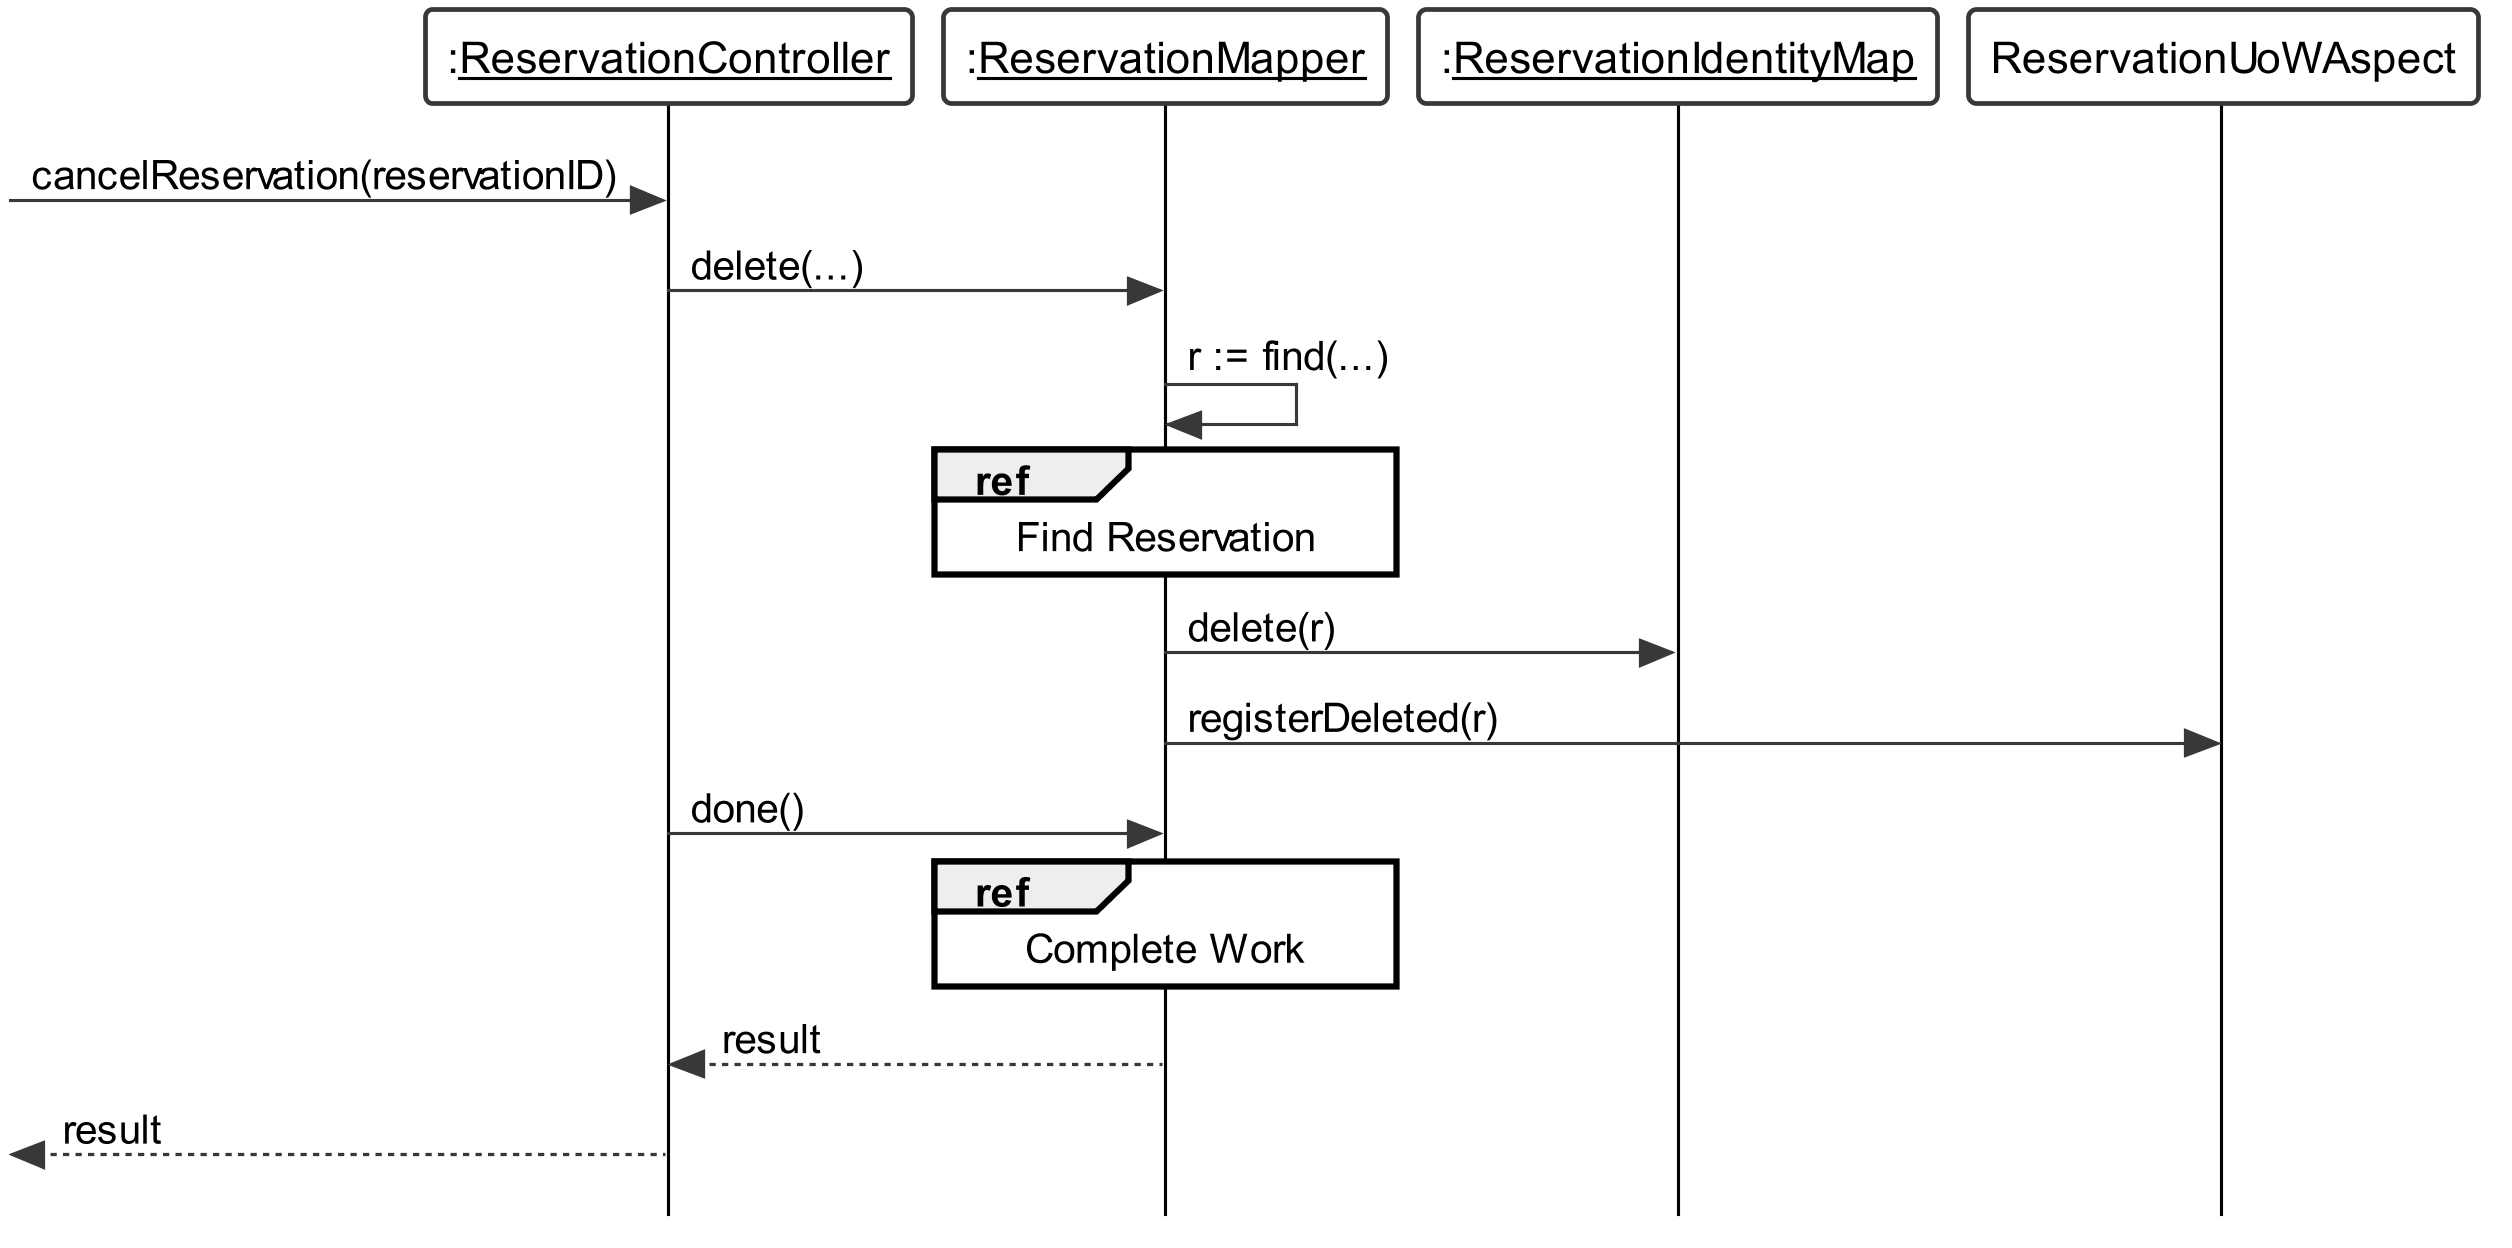 :ReservationController
:ReservationMapper
:ReservationIdentityMap
ReservationUoWAspect
cancelReservation(reservationID)
delete(…)
r := find(…)
ref
Find Reservation
delete(r)
registerDeleted(r)
done()
ref
Complete Work
result
result